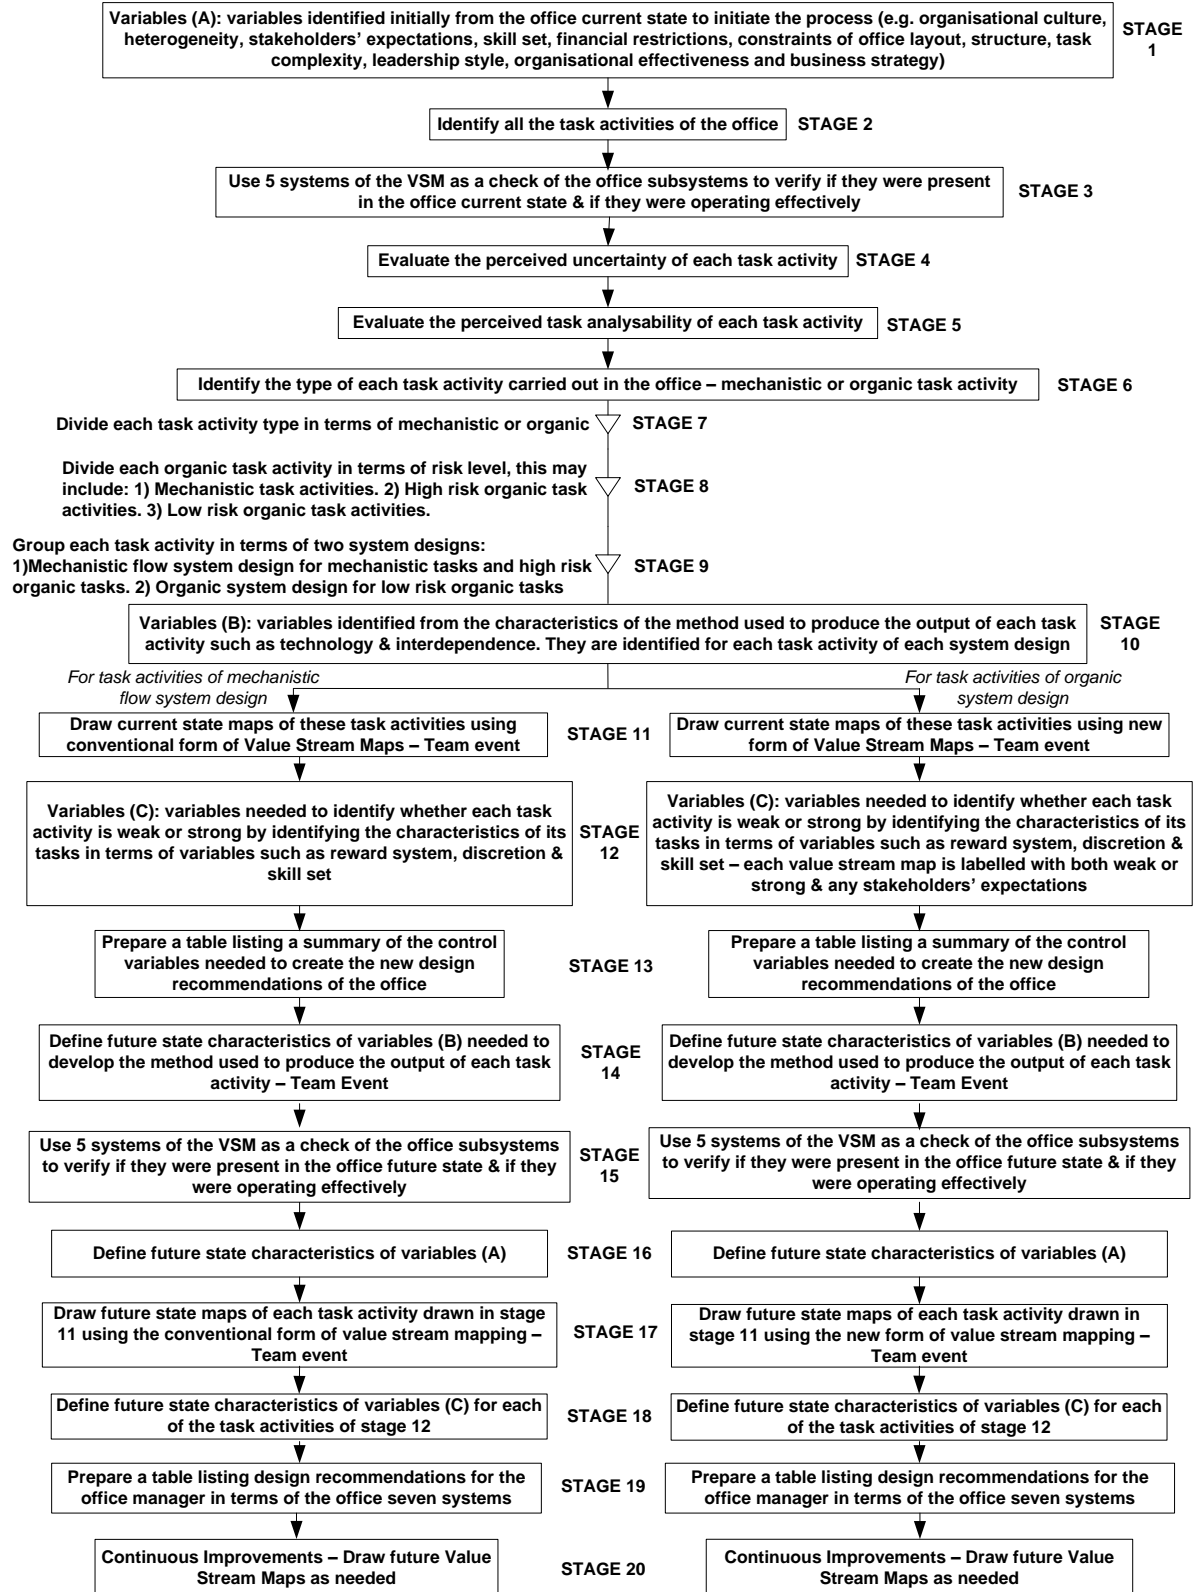 Variables (A): variables identified initially from the office current state to initiate the process (e.g. organisational culture,
heterogeneity, stakeholders' expectations, skill set, financial restrictions, constraints of office layout, structure, task
complexity, leadership style, organisational effectiveness and business strategy)
STAGE
1
Identify all the task activities of the office
STAGE 2
Use 5 systems of the VSM as a check of the office subsystems to verify if they were present
in the office current state & if they were operating effectively
STAGE 3
Evaluate the perceived uncertainty of each task activity
STAGE 4
Evaluate the perceived task analysability of each task activity
STAGE 5
Identify the type of each task activity carried out in the office – mechanistic or organic task activity
STAGE 6
Divide each task activity type in terms of mechanistic or organic
STAGE 7
Divide each organic task activity in terms of risk level, this may
include: 1) Mechanistic task activities. 2) High risk organic task
activities. 3) Low risk organic task activities.
STAGE 8
Group each task activity in terms of two system designs:
1)Mechanistic flow system design for mechanistic tasks and high risk
organic tasks. 2) Organic system design for low risk organic tasks
STAGE 9
Variables (B): variables identified from the characteristics of the method used to produce the output of each task
activity such as technology & interdependence. They are identified for each task activity of each system design
STAGE
10
For task activities of mechanistic
flow system design
For task activities of organic
system design
Draw current state maps of these task activities using
conventional form of Value Stream Maps – Team event
STAGE 11
Draw current state maps of these task activities using new
form of Value Stream Maps – Team event
Variables (C): variables needed to identify whether each task
activity is weak or strong by identifying the characteristics of its
tasks in terms of variables such as reward system, discretion &
skill set
STAGE
12
Variables (C): variables needed to identify whether each task
activity is weak or strong by identifying the characteristics of its
tasks in terms of variables such as reward system, discretion &
skill set – each value stream map is labelled with both weak or
strong & any stakeholders' expectations
Prepare a table listing a summary of the control
variables needed to create the new design
recommendations of the office
STAGE 13
Prepare a table listing a summary of the control
variables needed to create the new design
recommendations of the office
Define future state characteristics of variables (B) needed to
develop the method used to produce the output of each task
activity – Team Event
STAGE
14
Define future state characteristics of variables (B) needed to
develop the method used to produce the output of each task
activity – Team Event
Use 5 systems of the VSM as a check of the office subsystems
to verify if they were present in the office future state & if they
were operating effectively
STAGE
15
Use 5 systems of the VSM as a check of the office subsystems
to verify if they were present in the office future state & if they
were operating effectively
Define future state characteristics of variables (A)
STAGE 16
Define future state characteristics of variables (A)
Draw future state maps of each task activity drawn in stage
11 using the conventional form of value stream mapping –
Team event
STAGE 17
Draw future state maps of each task activity drawn in
stage 11 using the new form of value stream mapping –
Team event
Define future state characteristics of variables (C) for each
of the task activities of stage 12
STAGE 18
Define future state characteristics of variables (C) for each
of the task activities of stage 12
Prepare a table listing design recommendations for the
office manager in terms of the office seven systems
STAGE 19
Prepare a table listing design recommendations for the
office manager in terms of the office seven systems
Continuous Improvements – Draw future Value
Stream Maps as needed
STAGE 20
Continuous Improvements – Draw future Value
Stream Maps as needed